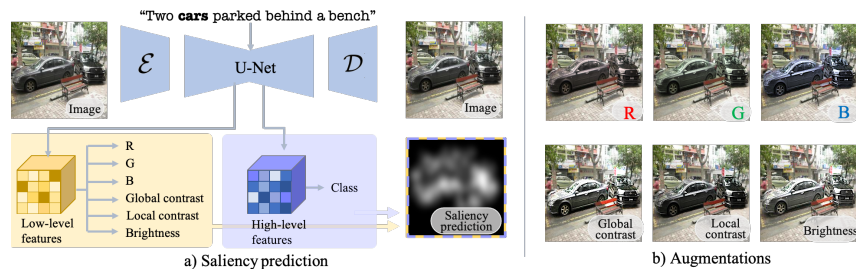 “Two cars parked behind a bench”
Image
ℰ
U-Net
𝒟
Image
R
G
B
Global contrast
Local contrast
Brightness
Low-level
features
Class
High-level
features
Saliency
prediction
a) Saliency prediction
R
G
B
Global
contrast
Local
contrast
Brightness
b) Augmentations